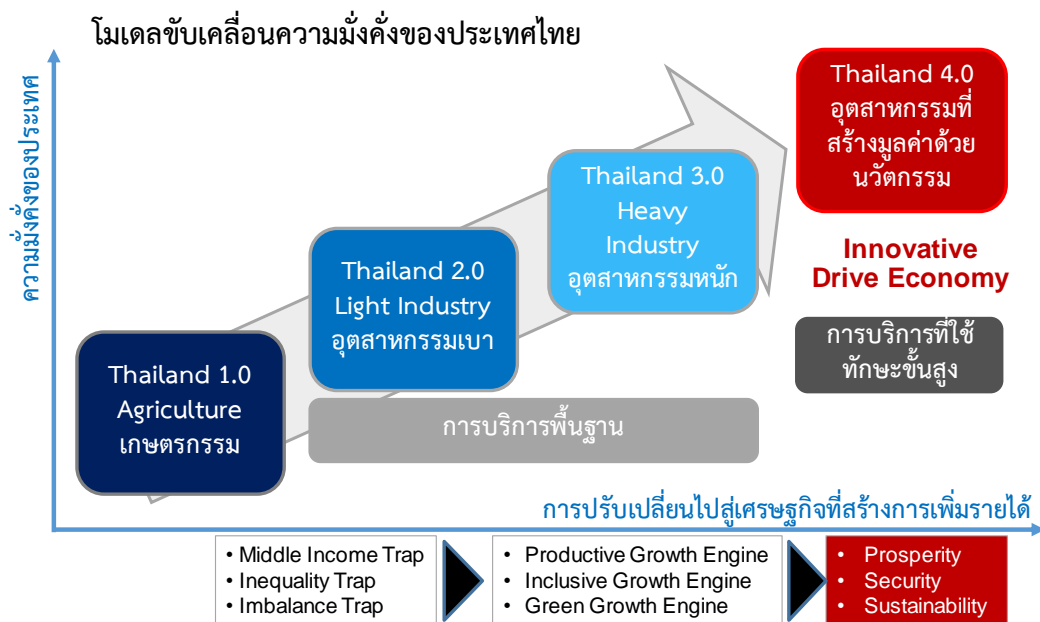 โมเดลขับเคลื่อนความมั่งคั่งของประเทศไทย
ความมั่งคั่งของประเทศ
Thailand 1.0
Agriculture
เกษตรกรรม
Thailand 2.0
Light Industry
อุตสาหกรรมเบา
Thailand 3.0
Heavy
Industry
อุตสาหกรรมหนัก
Thailand 4.0
อุตสาหกรรมที่
สร้างมูลค่าด้วย
นวัตกรรม
Innovative
Drive Economy
การบริการที่ใช้
ทักษะขั้นสูง
การบริการพื้นฐาน
การปรับเปลี่ยนไปสู่เศรษฐกิจที่สร้างการเพิ่มรายได้
• Middle Income Trap
• Inequality Trap
• Imbalance Trap
• Productive Growth Engine
• Inclusive Growth Engine
• Green Growth Engine
• Prosperity
• Security
• Sustainability